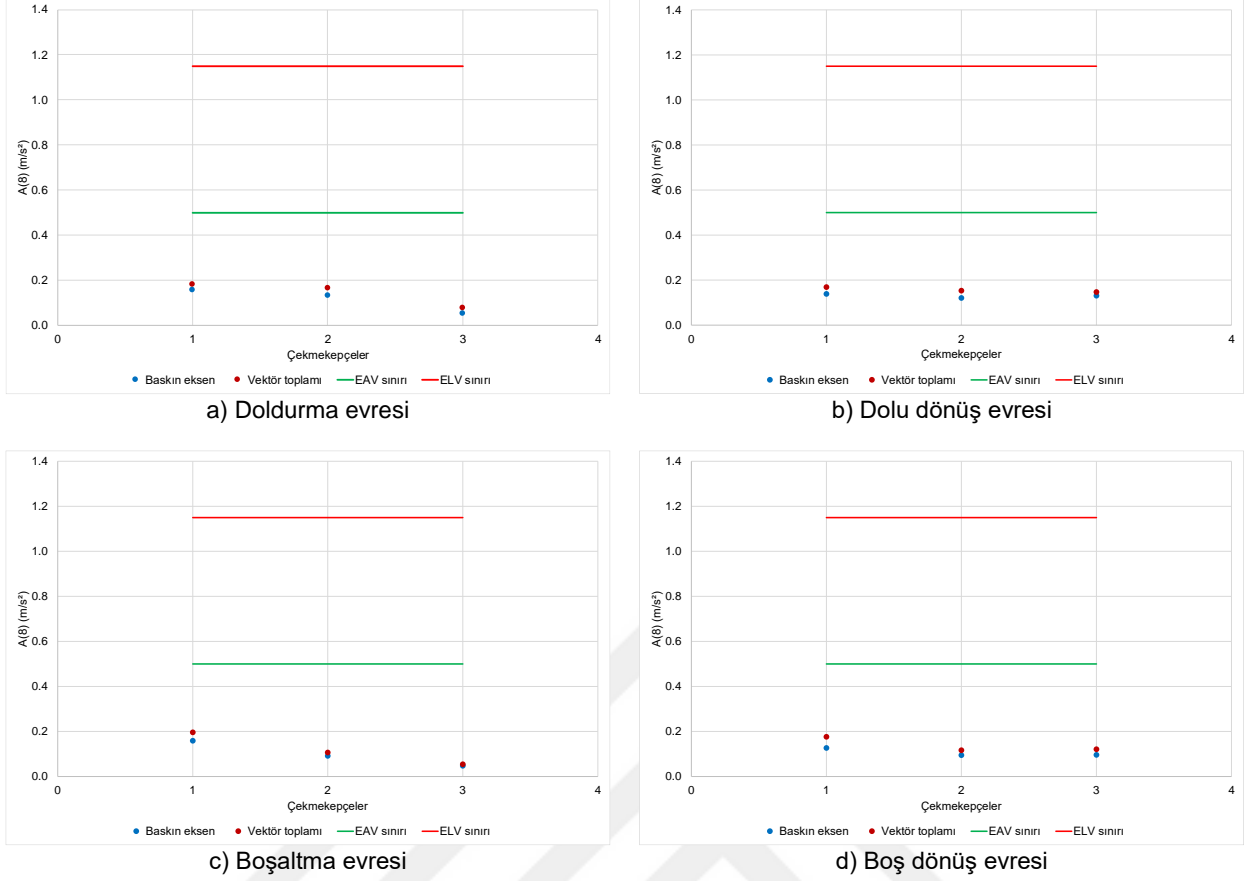 1.4
1.2
1.0
0.8
0.6
0.4
0.2
0.0
A(8) (m/s²)
0 1 2 3 4
Çekmekepçeler
Baskın eksen Vektör toplamı EAV sınırı ELV sınırı
a) Doldurma evresi
1.4
1.2
1.0
0.8
0.6
0.4
0.2
0.0
A(8) (m/s²)
0 1 2 3 4
Çekmekepçeler
Baskın eksen Vektör toplamı EAV sınırı ELV sınırı
b) Dolu dönüş evresi
1.4
1.2
1.0
0.8
0.6
0.4
0.2
0.0
A(8) (m/s²)
0 1 2 3 4
Çekmekepçeler
Baskın eksen Vektör toplamı EAV sınırı ELV sınırı
c) Boşaltma evresi
1.4
1.2
1.0
0.8
0.6
0.4
0.2
0.0
A(8) (m/s²)
0 1 2 3 4
Çekmekepçeler
Baskın eksen Vektör toplamı EAV sınırı ELV sınırı
d) Boş dönüş evresi